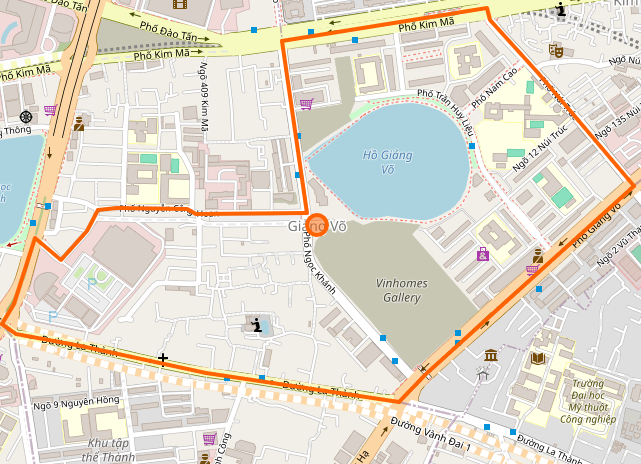 Phố Đào Tấn
Phố Đào Tấn
Phố Kim Mã
Phố Kim Mã
Phố Kim Mã
Ngõ 409 Kim Mã
Phố Nam Cao
Phố Trần Huy Liệu
Phố Núi Trúc
Ngõ 135 Núi
Ngõ 12 Núi Trúc
Hồ Giảng
Võ
Thông
Phố Nguyễn Công Hoan
Giảng Võ
Phố Ngọc Khánh
Phố Giảng Võ
Ngõ 2 Vũ Thạnh
Vinhomes
Gallery
P
P
Đường La Thành
Đường La Thành
Đường La Thành
Đường Vành Đai 1
Ngõ 9 Nguyên Hồng
Khu tập
thể Thành
Công
Hạ
Trường
Đại học
Mỹ thuật
Công nghiệp